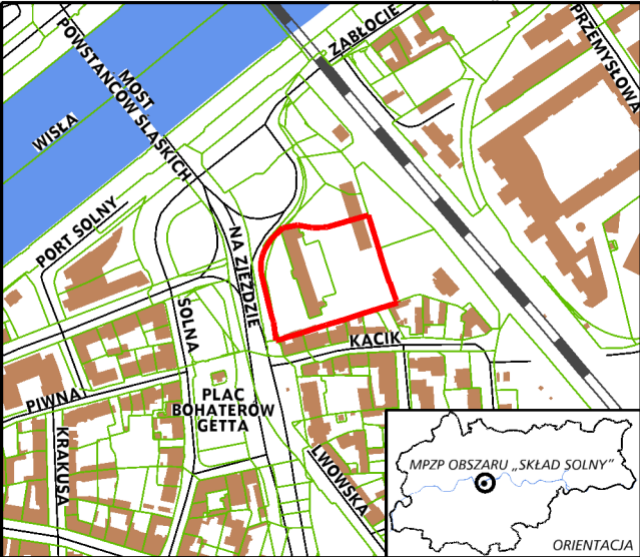 ZABŁOCIE
PRZEMYSŁOWA
MOST
POWSTAŃCÓW ŚLĄSKICH
WISŁA
PORT SOLNY
NA ZJEŹDZIE
SOLNA
KĄCIK
PIWNA
PLAC
BOHATERÓW
GETTA
KRAKUSA
LWOWSKA
MPZP OBSZARU „SKŁAD SOLNY”
ORIENTACJA